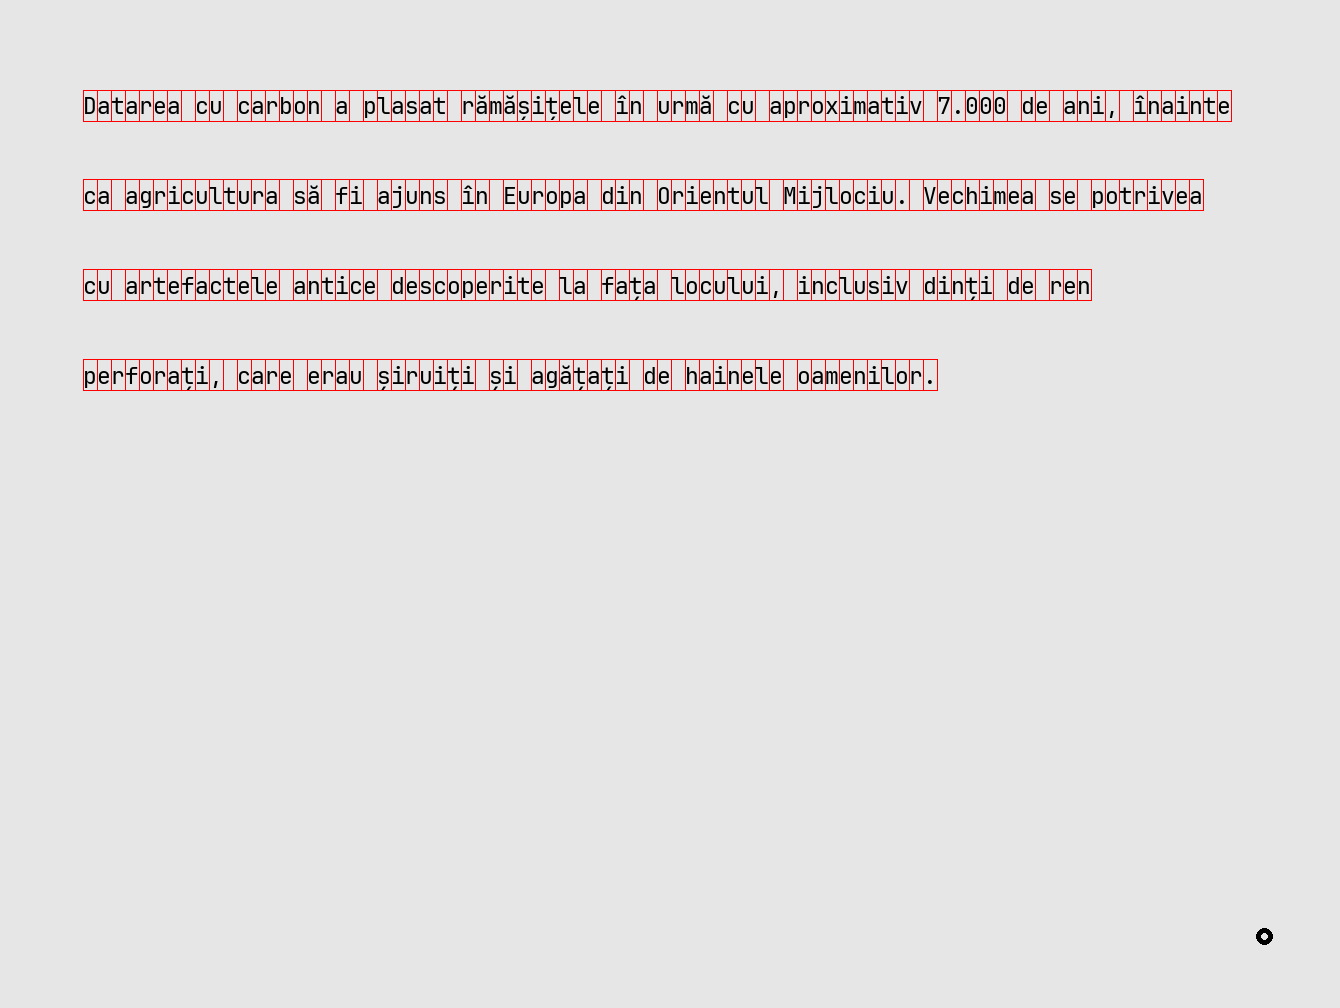 Datarea cu carbon a plasat rămășițele în urmă cu aproximativ 7.000 de ani, înainte
ca agricultura să fi ajuns în Europa din Orientul Mijlociu. Vechimea se potrivea
cu artefactele antice descoperite la fața locului, inclusiv dinți de ren
perforați, care erau șiruiți și agățați de hainele oamenilor.